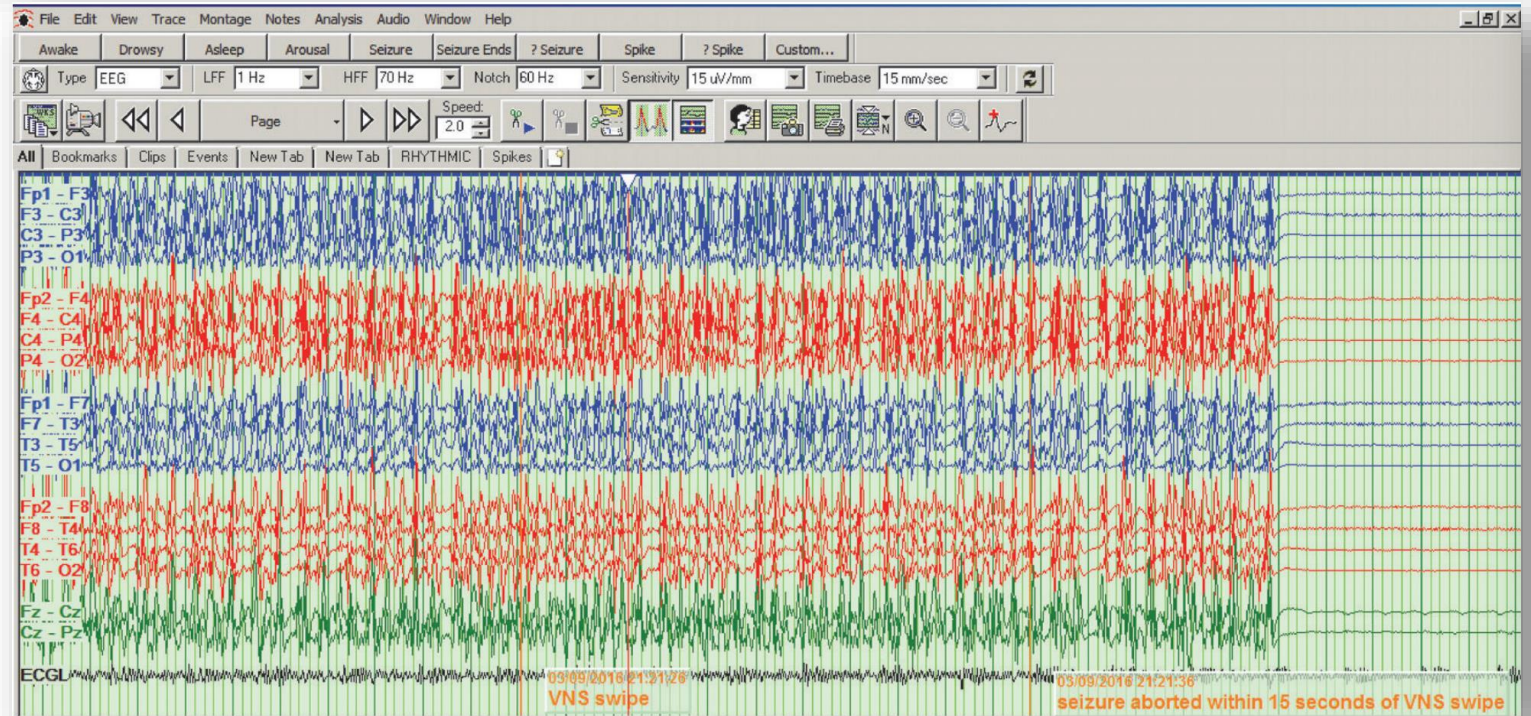 File Edit View Trace Montage Notes Analysis Audio Window Help
Awake Drowsy Asleep Arousal Seizure Seizure Ends ? Seizure Spike ? Spike Custom...
Type EEG LFF 1 Hz HFF 70 Hz Notch 60 Hz Sensitivity 15 uV/mm Timebase 15 mm/sec
Page Speed: 2.0 N
All Bookmarks Clips Events New Tab New Tab RHYTHMIC Spikes
Fp1 - F3
F3 - C3
C3 - P3
P3 - O1
Fp2 - F4
F4 - C4
C4 - P4
P4 - O2
Fp1 - F7
F7 - T3
T3 - T5
T5 - O1
Fp2 - F8
F8 - T4
T4 - T6
T6 - O2
Fz - Cz
Cz - Pz
ECGL
03/09/2016 21:21:26
VNS swipe
03/09/2016 21:21:36
seizure aborted within 15 seconds of VNS swipe